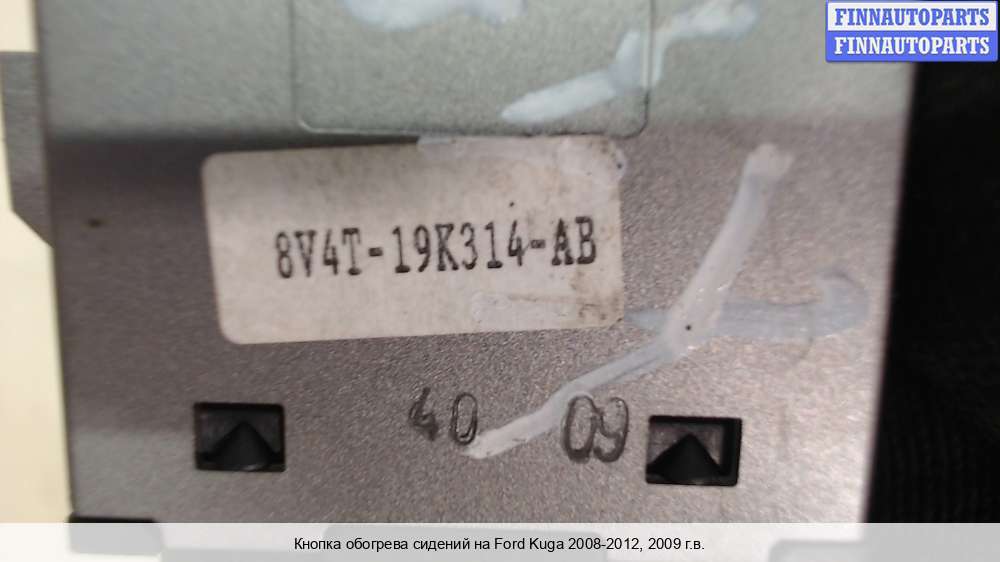 FINNAUTOPARTS
FINNAUTOPARTS
8V4T-19K314-AB
40 09
Кнопка обогрева сидений на Ford Kuga 2008-2012, 2009 г.в.